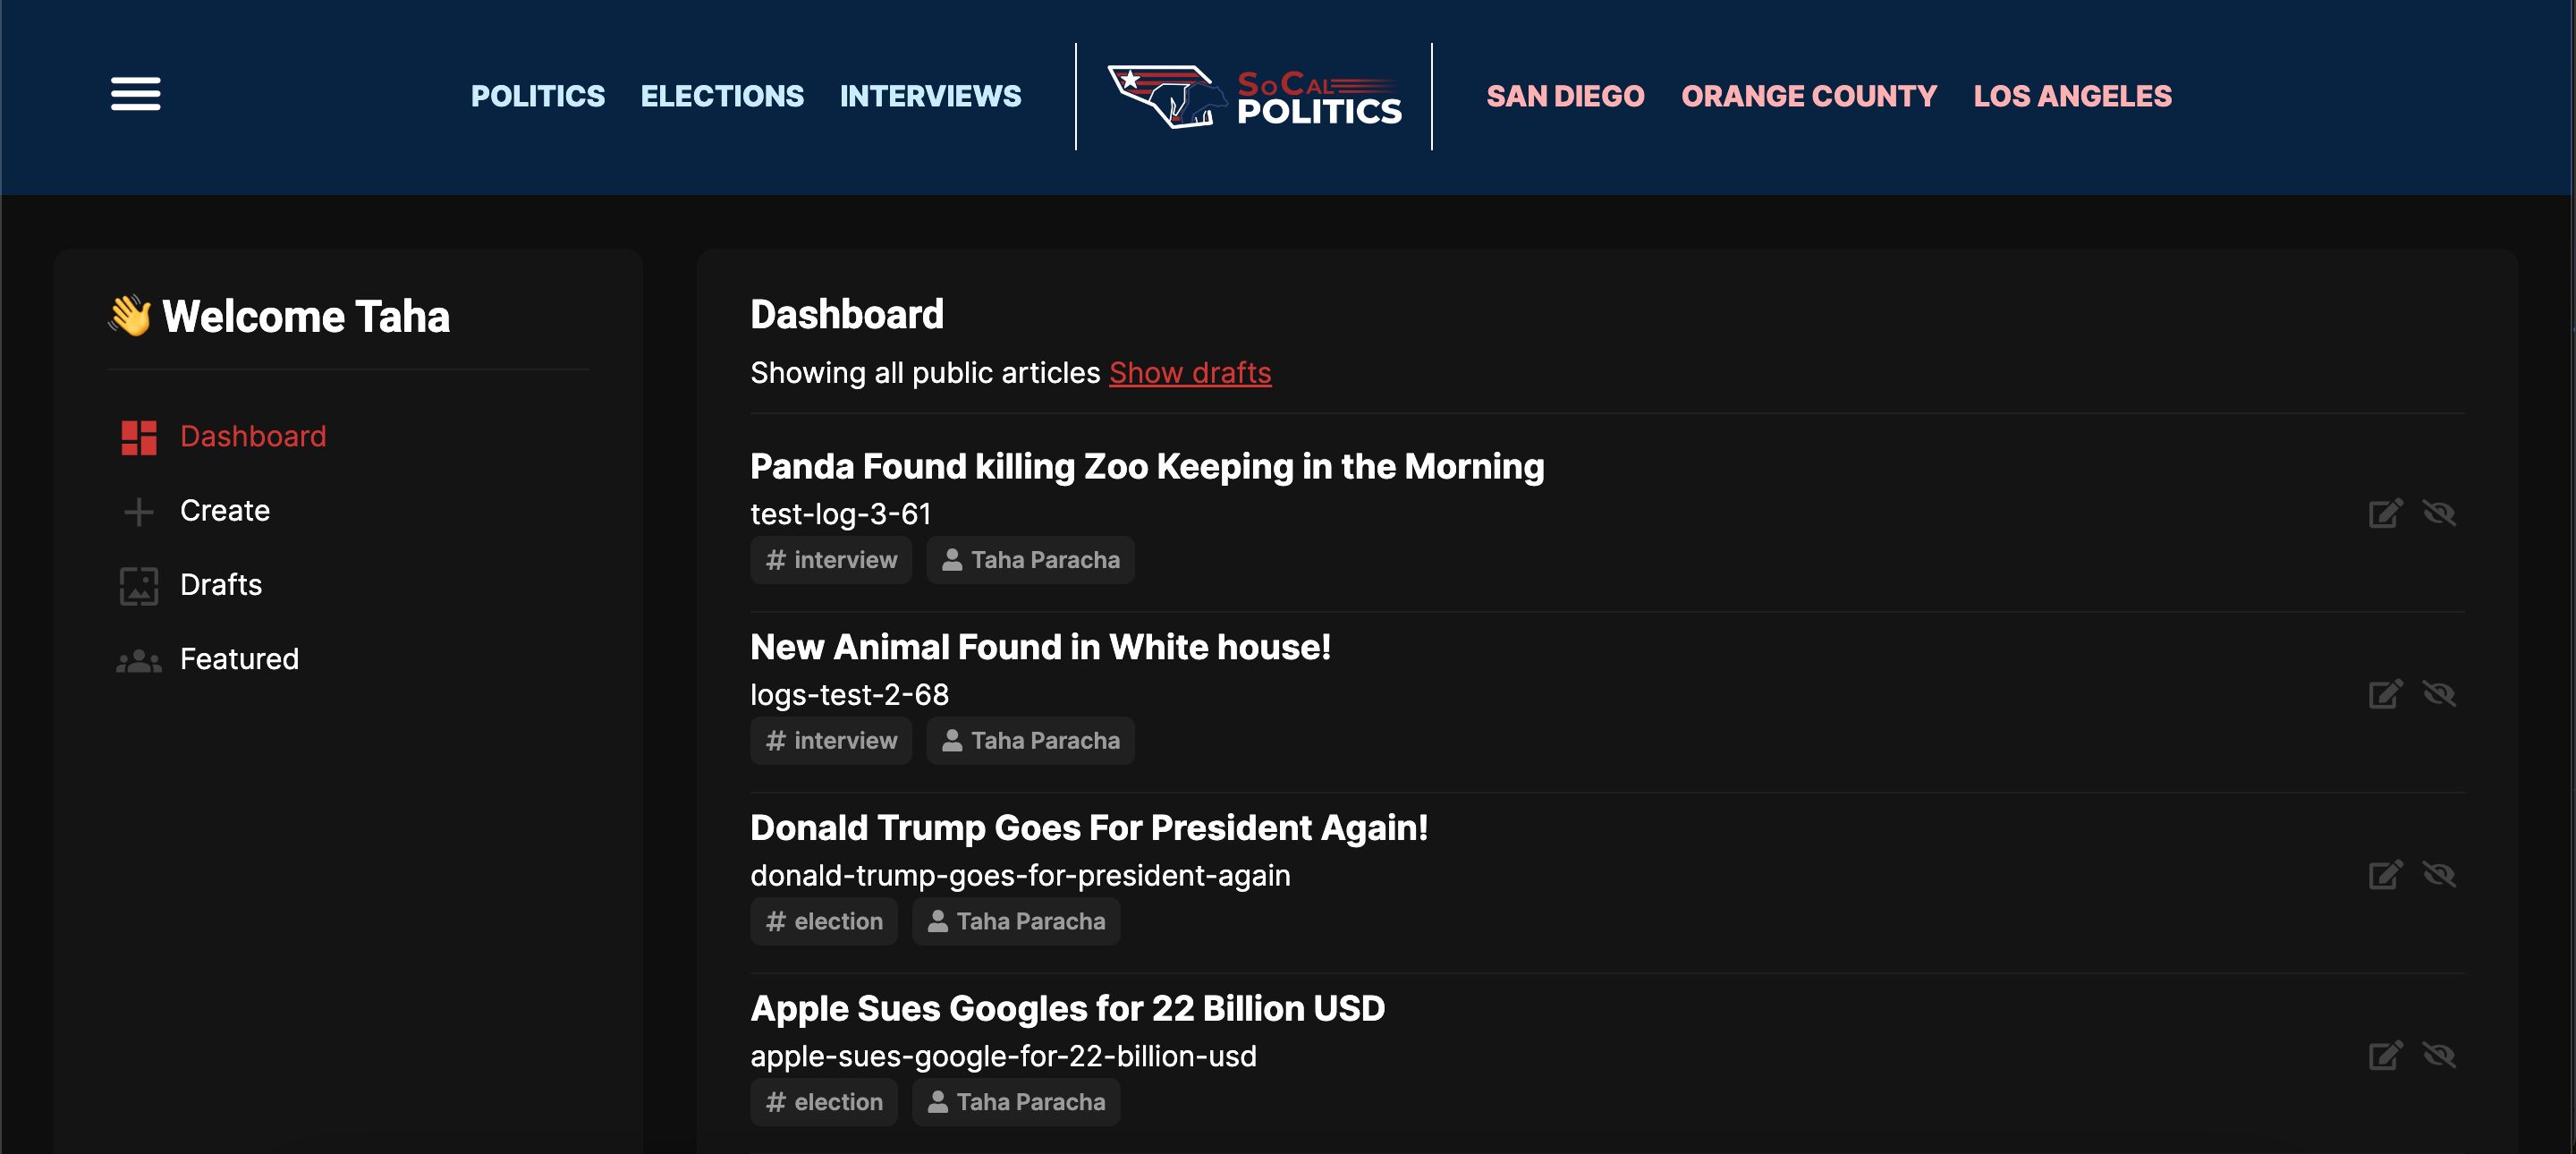 POLITICS ELECTIONS INTERVIEWS
SoCal
POLITICS
SAN DIEGO ORANGE COUNTY LOS ANGELES
👋 Welcome Taha
Dashboard
Create
Drafts
Featured
Dashboard
Showing all public articles Show drafts
Panda Found killing Zoo Keeping in the Morning
test-log-3-61
# interview Taha Paracha
New Animal Found in White house!
logs-test-2-68
# interview Taha Paracha
Donald Trump Goes For President Again!
donald-trump-goes-for-president-again
# election Taha Paracha
Apple Sues Googles for 22 Billion USD
apple-sues-google-for-22-billion-usd
# election Taha Paracha